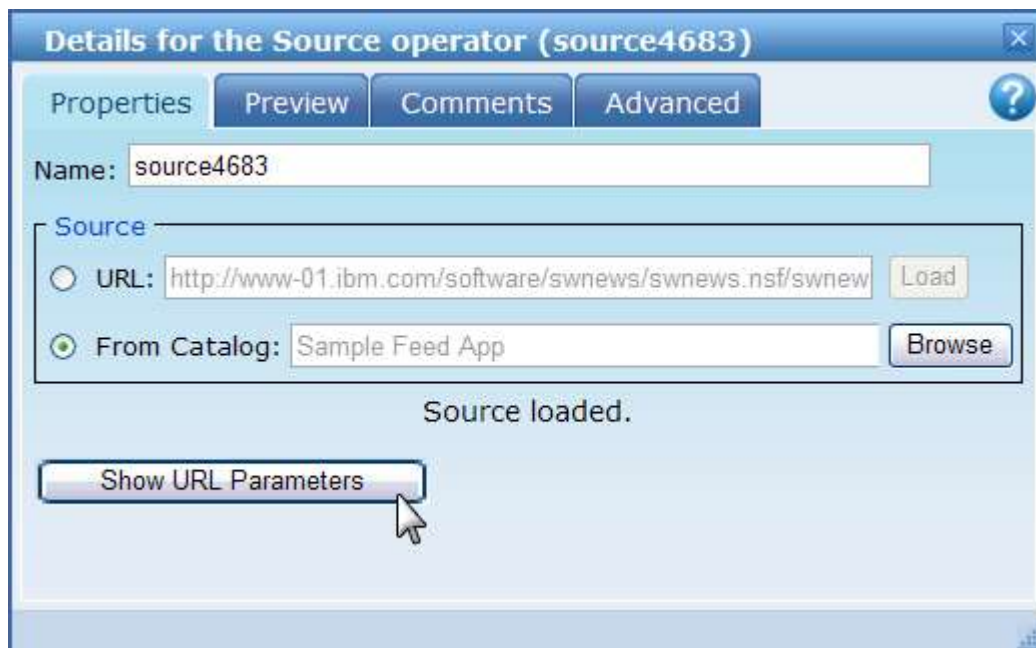 Details for the Source operator (source4683)
Properties Preview Comments Advanced ?
Name: source4683
Source
URL: http://www-01.ibm.com/software/swnews/swnews.nsf/swnew Load
From Catalog: Sample Feed App Browse
Source loaded.
Show URL Parameters